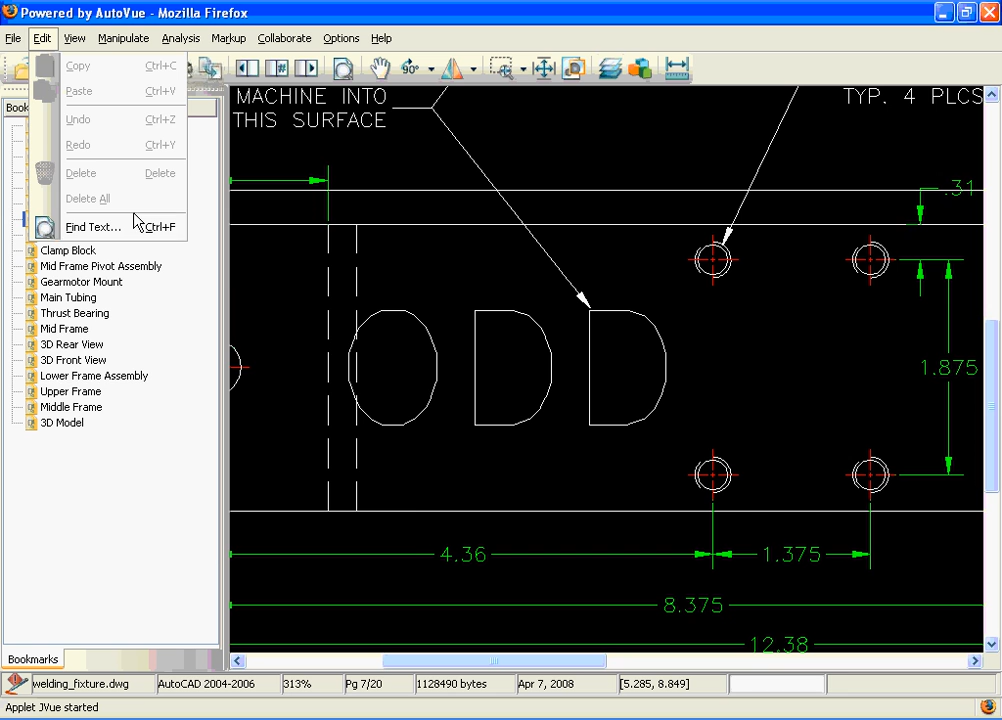 Powered by AutoVue - Mozilla Firefox
File Edit View Manipulate Analysis Markup Collaborate Options Help
90°
Copy Ctrl+C
Paste Ctrl+V
Undo Ctrl+Z
Redo Ctrl+Y
Delete Delete
Delete All
Find Text... Ctrl+F
Book
Clamp Block
Mid Frame Pivot Assembly
Gearmotor Mount
Main Tubing
Thrust Bearing
Mid Frame
3D Rear View
3D Front View
Lower Frame Assembly
Upper Frame
Middle Frame
3D Model
Bookmarks
MACHINE INTO
THIS SURFACE
TYP. 4 PLCS
.31
ODD
1.875
4.36
1.375
8.375
12.38
welding_fixture.dwg AutoCAD 2004-2006 313% Pg 7/20 1128490 bytes Apr 7, 2008 [5.285, 8.849]
Applet JVue started